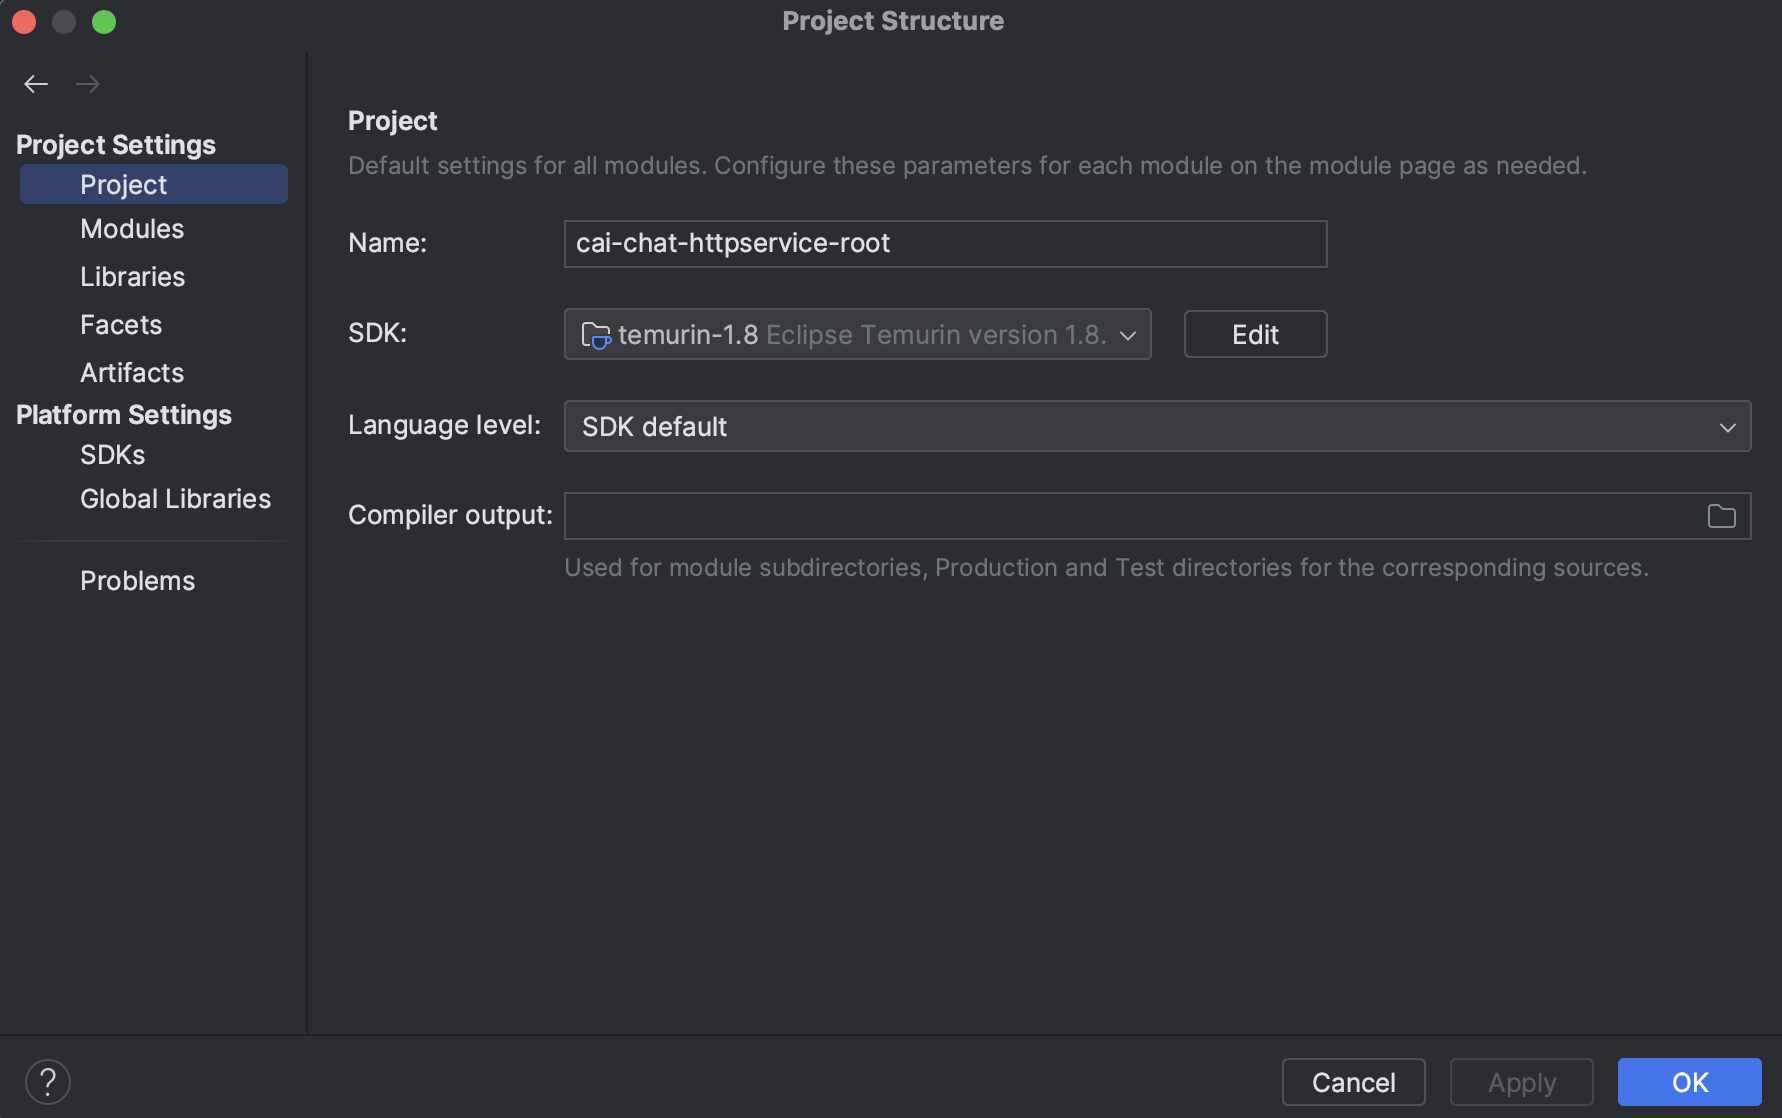 Project Structure
Project Settings
Project
Modules
Libraries
Facets
Artifacts
Platform Settings
SDKs
Global Libraries
Problems
Project
Default settings for all modules. Configure these parameters for each module on the module page as needed.
Name: cai-chat-httpservice-root
SDK: temurin-1.8 Eclipse Temurin version 1.8. Edit
Language level: SDK default
Compiler output:
Used for module subdirectories, Production and Test directories for the corresponding sources.
? Cancel Apply OK